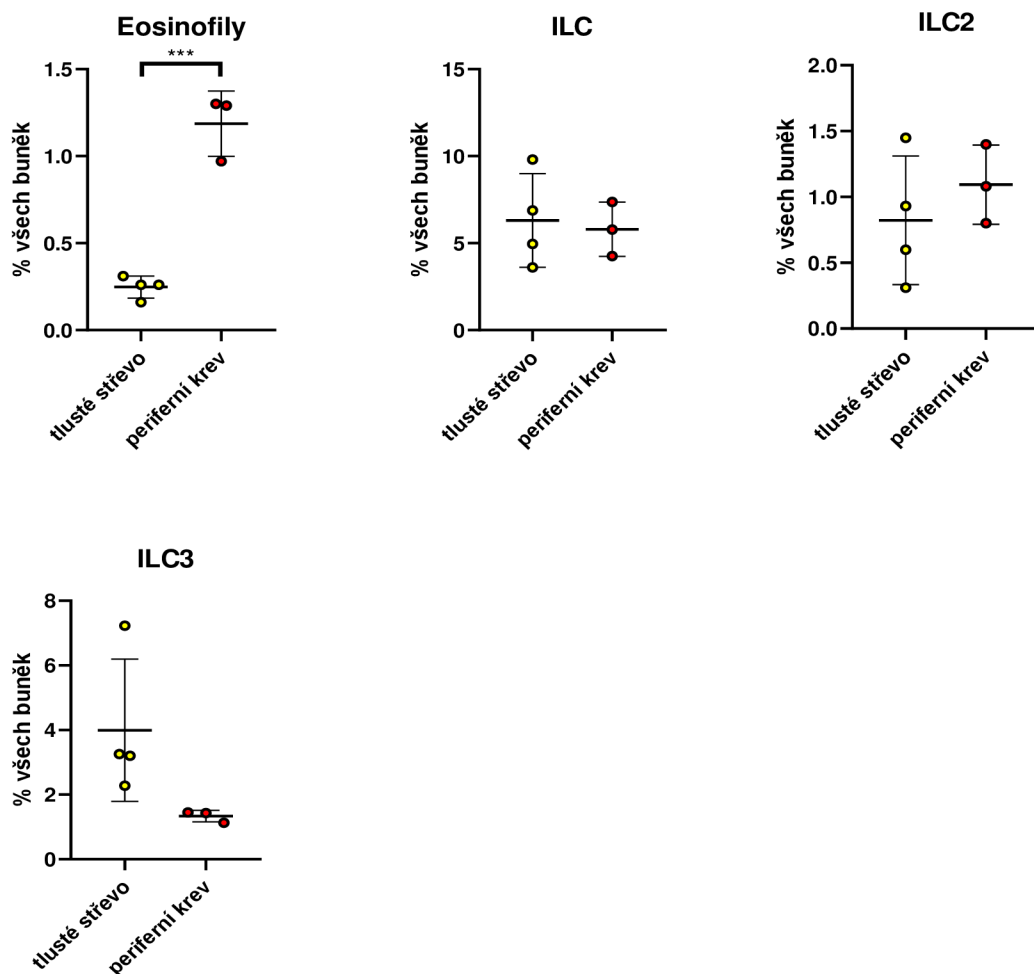 Eosinofily
***
% všech buněk
1.5
1.0
0.5
0.0
tlusté střevo
periferní krev
ILC
% všech buněk
15
10
5
0
tlusté střevo
periferní krev
ILC2
% všech buněk
2.0
1.5
1.0
0.5
0.0
tlusté střevo
periferní krev
ILC3
% všech buněk
8
6
4
2
0
tlusté střevo
periferní krev